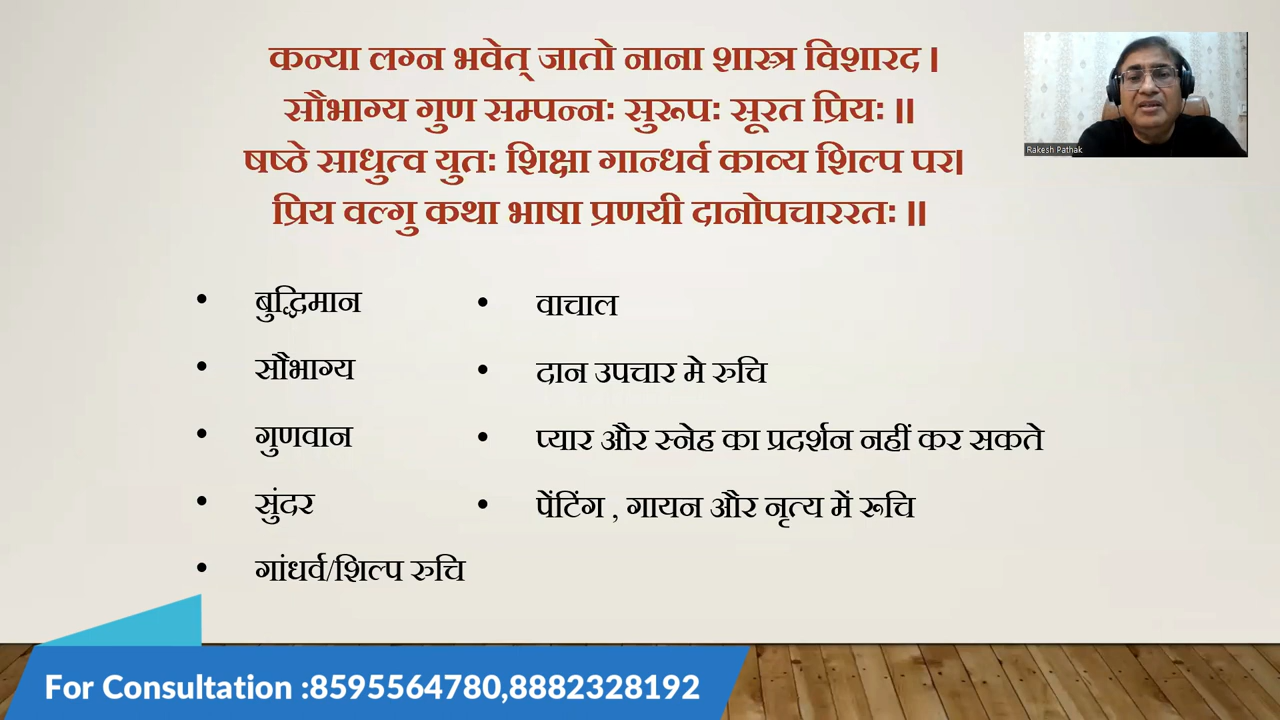 कन्या लग्न भवेत् जातो नाना शास्त्र विशारद ।
सौभाग्य गुण सम्पन्नः सुरूपः सूरत प्रियः ॥
षष्ठे साधुत्व युतः शिक्षा गान्धर्व काव्य शिल्प पर।
प्रिय वल्गु कथा भाषा प्रणयी दानोपचाररतः ॥
Rakesh Pathak
• बुद्धिमान
• सौभाग्य
• गुणवान
• सुंदर
• गांधर्व/शिल्प रुचि
• वाचाल
• दान उपचार मे रुचि
• प्यार और स्नेह का प्रदर्शन नहीं कर सकते
• पेंटिंग , गायन और नृत्य में रूचि
For Consultation :8595564780,8882328192